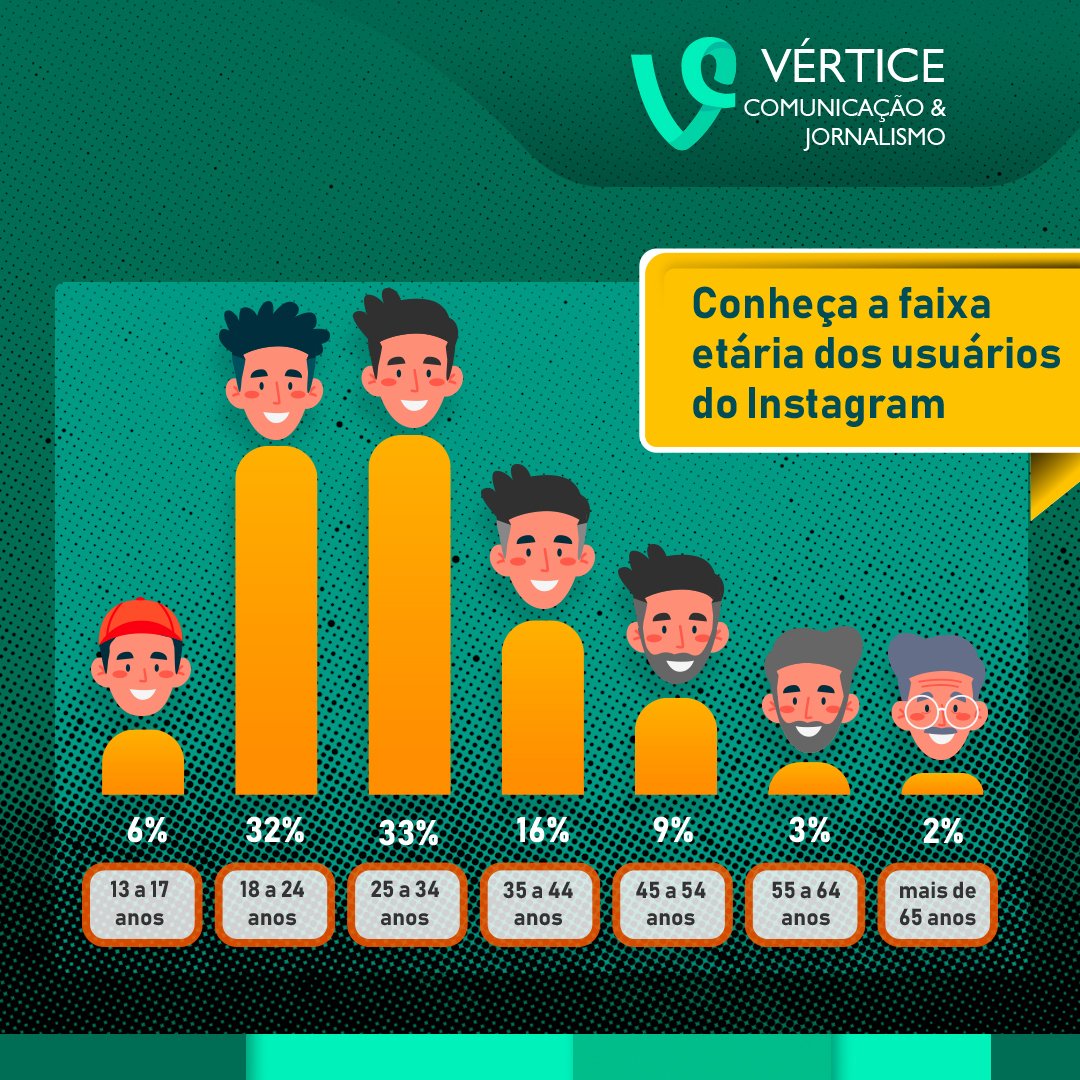 VÉRTICE
COMUNICAÇÃO &
JORNALISMO
Conheça a faixa
etária dos usuários
do Instagram
6%
32%
33%
16%
9%
3%
2%
13 a 17
anos
18 a 24
anos
25 a 34
anos
35 a 44
anos
45 a 54
anos
55 a 64
anos
mais de
65 anos